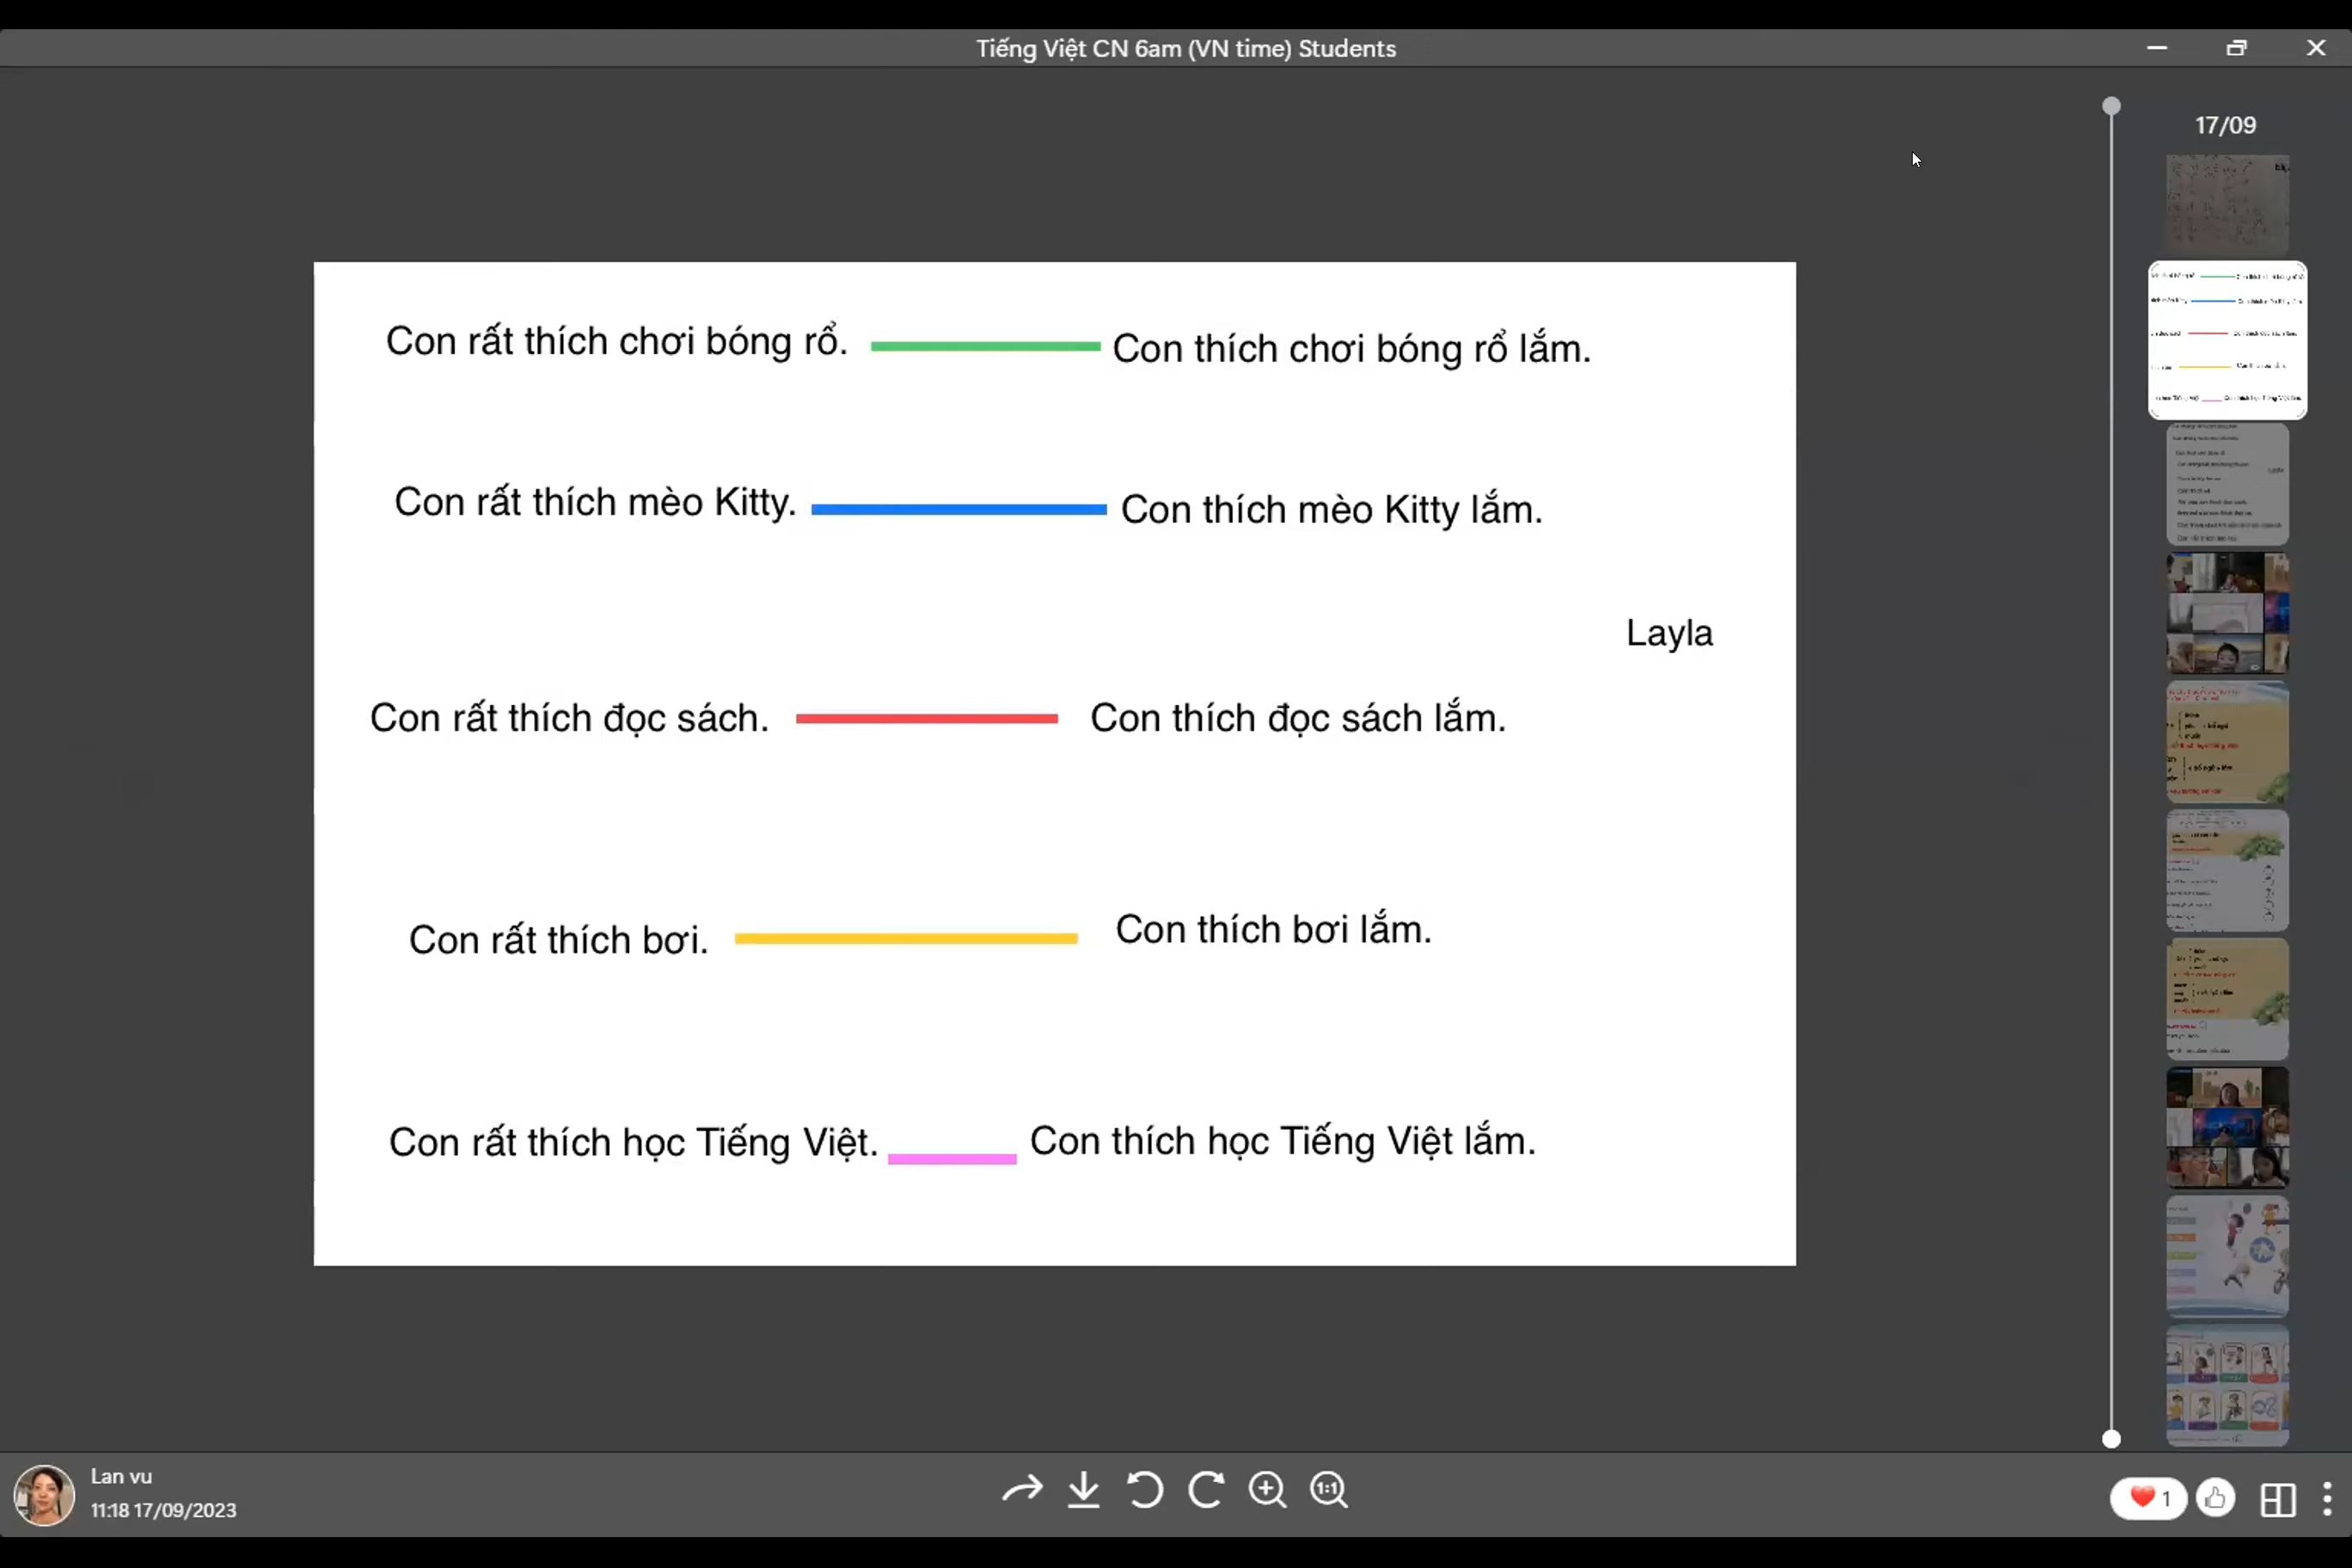 Tiếng Việt CN 6am (VN time) Students
17/09
Con rất thích chơi bóng rổ. Con thích chơi bóng rổ lắm.
Con rất thích mèo Kitty. Con thích mèo Kitty lắm.
Layla
Con rất thích đọc sách. Con thích đọc sách lắm.
Con rất thích bơi. Con thích bơi lắm.
Con rất thích học Tiếng Việt. Con thích học Tiếng Việt lắm.
Lan vu
11:18 17/09/2023
1:1
1